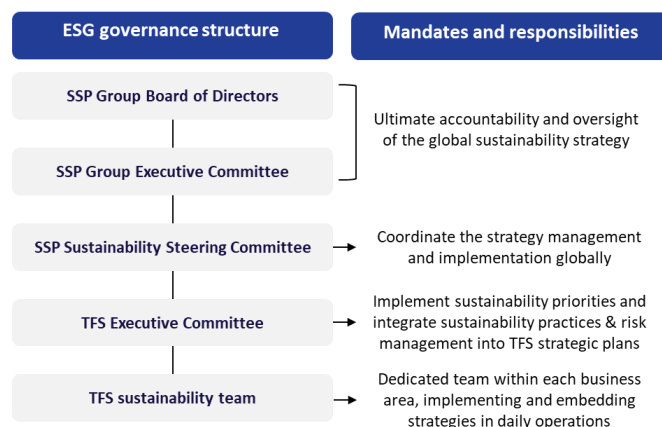 ESG governance structure
Mandates and responsibilities
SSP Group Board of Directors
SSP Group Executive Committee
Ultimate accountability and oversight
of the global sustainability strategy
SSP Sustainability Steering Committee
Coordinate the strategy management
and implementation globally
TFS Executive Committee
Implement sustainability priorities and
integrate sustainability practices & risk
management into TFS strategic plans
TFS sustainability team
Dedicated team within each business
area, implementing and embedding
strategies in daily operations